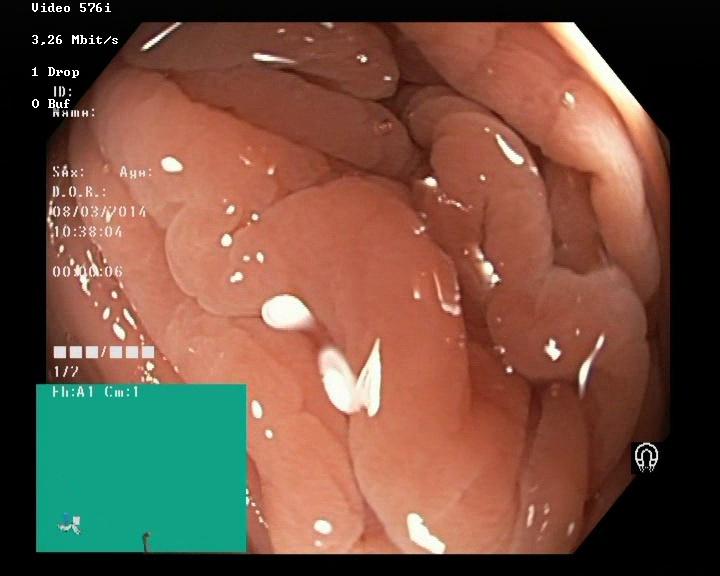 Video 576i
3,26 Mbit/s
1 Drop
ID:
0 Buf
Name:
Sex: Age:
D.O.B.:
08/03/2014
10:38:04
00:00:06
■■■/■■■
1/2
Eh:A1 Cm:1